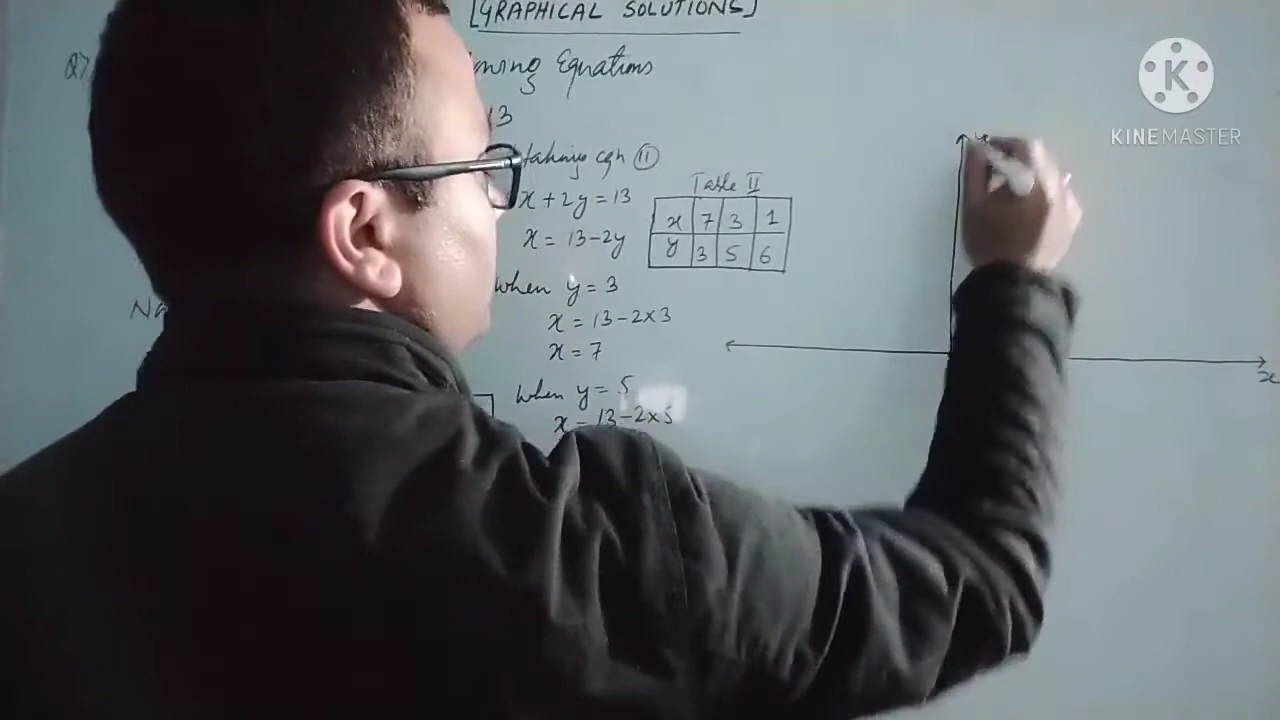 [GRAPHICAL SOLUTIONS]
Q7
Equations
13
taking eqn (11)
x + 2y = 13
x = 13-2y
Table II
x 7 3 1
y 3 5 6
when y = 3
x = 13-2x3
x = 7
when y = 5
x = 13-2x5
y
x
K
KINEMASTER